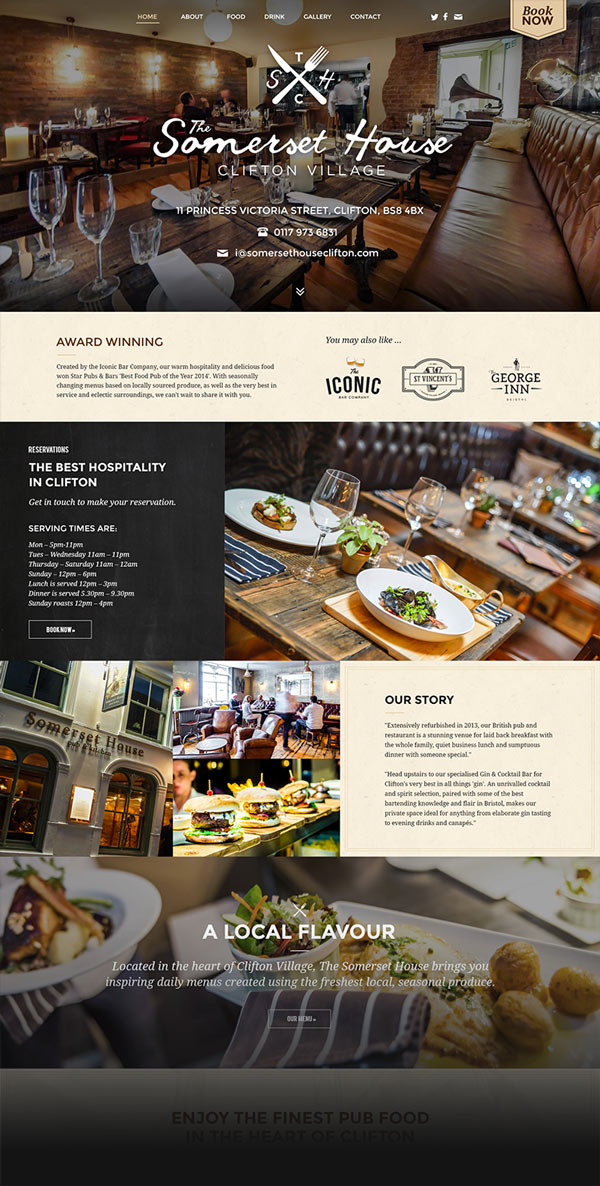 HOME ABOUT FOOD DRINK GALLERY CONTACT
Book
NOW
T
S H
C
The
Somerset House
CLIFTON VILLAGE
11 PRINCESS VICTORIA STREET, CLIFTON, BS8 4BX
0117 973 6831
i@somersethouseclifton.com
AWARD WINNING
Created by the Iconic Bar Company, our warm hospitality and delicious food
won Star Pubs & Bars 'Best Food Pub of the Year 2014'. With seasonally
changing menus based on locally sourced produce, as well as the very best in
service and eclectic surroundings, we can't wait to share it with you.
You may also like ...
The
ICONIC
BAR COMPANY
ST VINCENT'S
The
GEORGE
INN
BRISTOL
RESERVATIONS
THE BEST HOSPITALITY
IN CLIFTON
Get in touch to make your reservation.
SERVING TIMES ARE:
Mon – 5pm-11pm
Tues – Wednesday 11am – 11pm
Thursday – Saturday 11am – 12am
Sunday – 12pm – 6pm
Lunch is served 12pm – 3pm
Dinner is served 5.30pm – 9.30pm
Sunday roasts 12pm – 4pm
BOOK NOW »
Somerset House
OUR STORY
"Extensively refurbished in 2013, our British pub and
restaurant is a stunning venue for laid back breakfast with
the whole family, quiet business lunch and sumptuous
dinner with someone special."
"Head upstairs to our specialised Gin & Cocktail Bar for
Clifton's very best in all things 'gin'. An unrivalled cocktail
and spirit selection, paired with some of the best
bartending knowledge and flair in Bristol, makes our
private space ideal for anything from elaborate gin tasting
to evening drinks and canapés."
A LOCAL FLAVOUR
Located in the heart of Clifton Village, The Somerset House brings you
inspiring daily menus created using the freshest local, seasonal produce.
OUR MENU »
ENJOY THE FINEST PUB FOOD
IN THE HEART OF CLIFTON